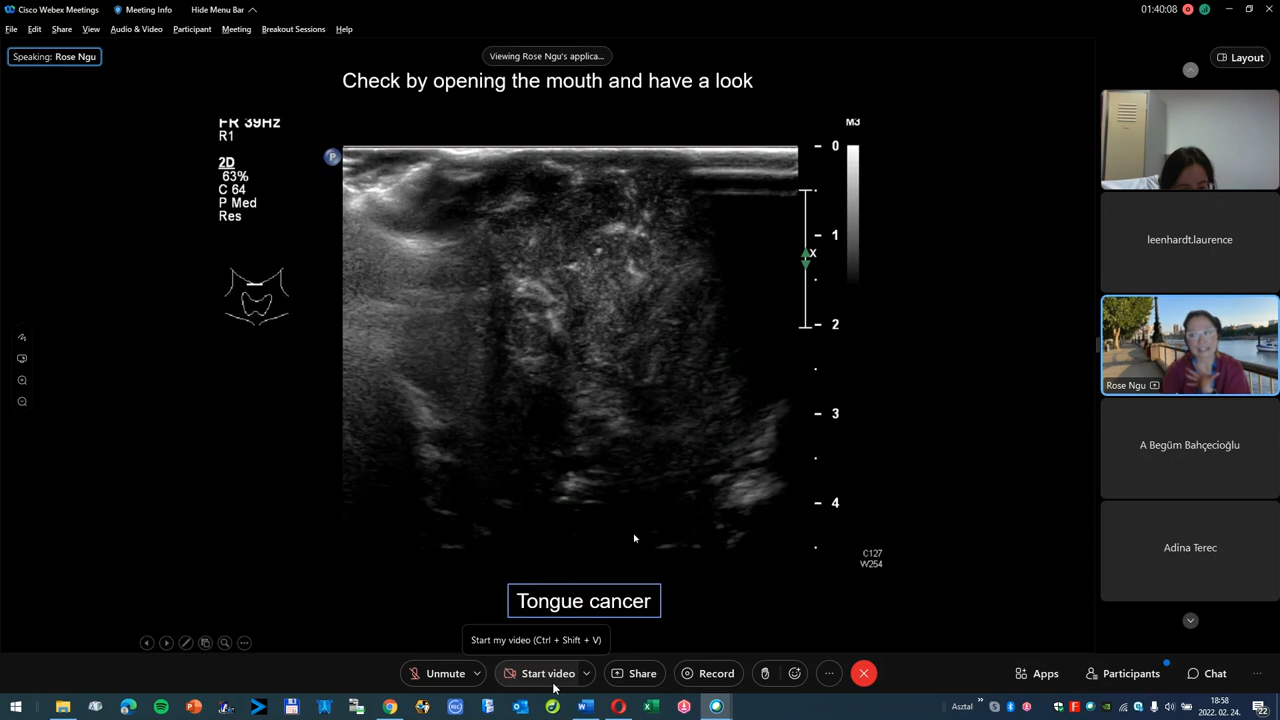 Cisco Webex Meetings
Meeting Info
Hide Menu Bar
01:40:08
File Edit Share View Audio & Video Participant Meeting Breakout Sessions Help
Speaking: Rose Ngu
Viewing Rose Ngu's applica...
Layout
Check by opening the mouth and have a look
FR 39Hz
R1
2D
63%
C 64
P Med
Res
P
M3
0
1
X
2
3
4
C127
W254
Tongue cancer
leenhardt.laurence
Rose Ngu
A Begüm Bahçecioğlu
Adina Terec
Start my video (Ctrl + Shift + V)
Unmute
Start video
Share
Record
Apps
Participants
Chat
Asztal
18:58
2022. 02. 24.